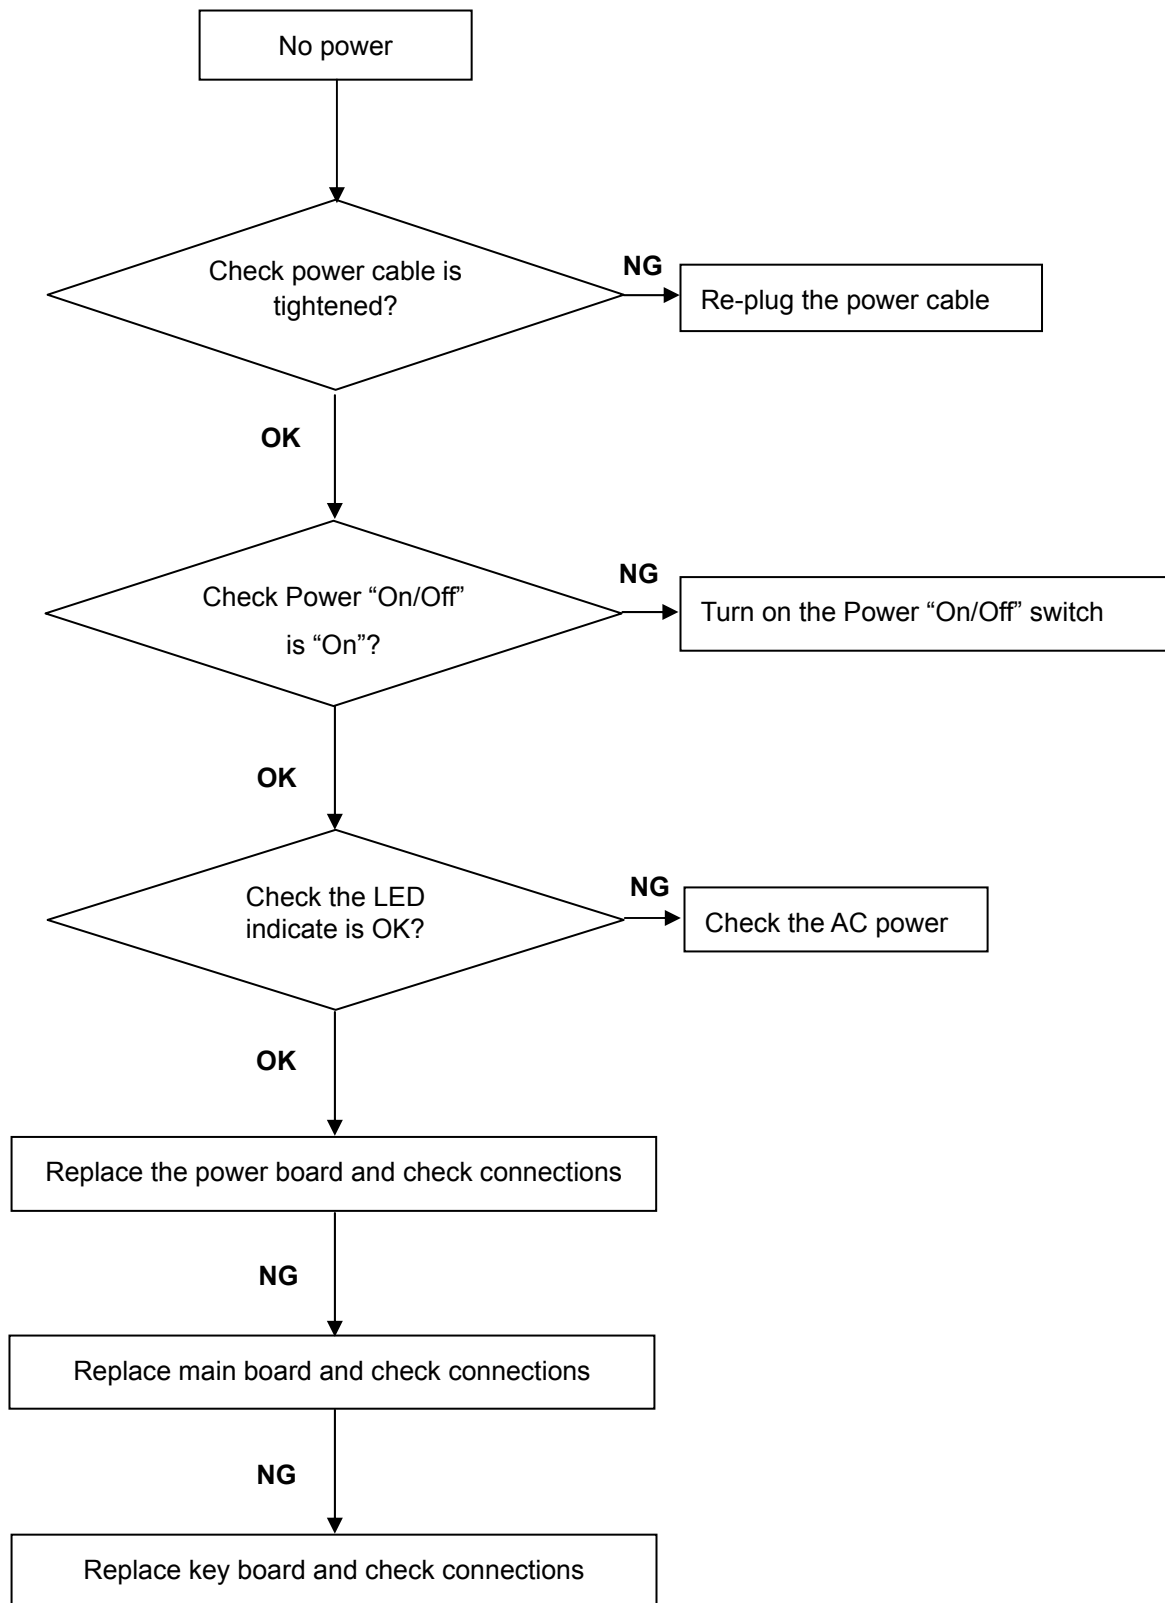 No power
Check power cable is
tightened?
NG
Re-plug the power cable
OK
Check Power “On/Off”
is “On”?
NG
Turn on the Power “On/Off” switch
OK
Check the LED
indicate is OK?
NG
Check the AC power
OK
Replace the power board and check connections
NG
Replace main board and check connections
NG
Replace key board and check connections